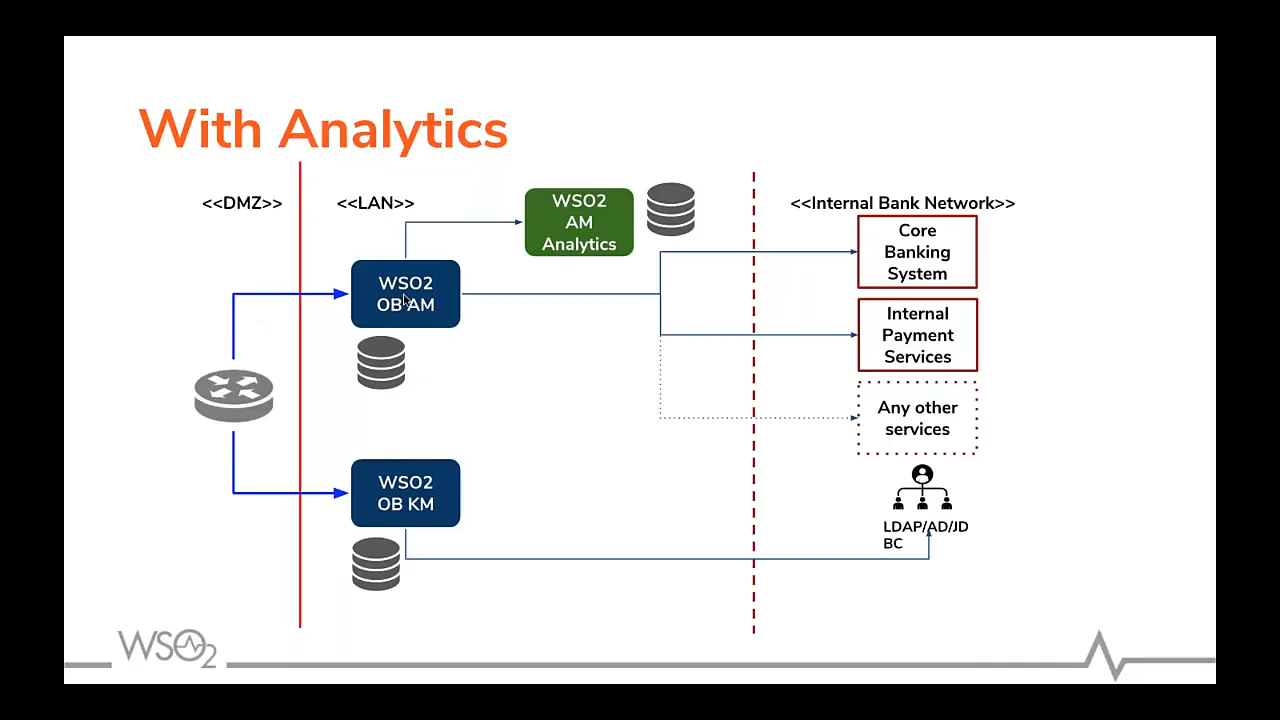 With Analytics
<<DMZ>>
<<LAN>>
WSO2
AM
Analytics
<<Internal Bank Network>>
Core
Banking
System
WSO2
OB AM
Internal
Payment
Services
Any other
services
WSO2
OB KM
LDAP/AD/JD
BC
WSO2